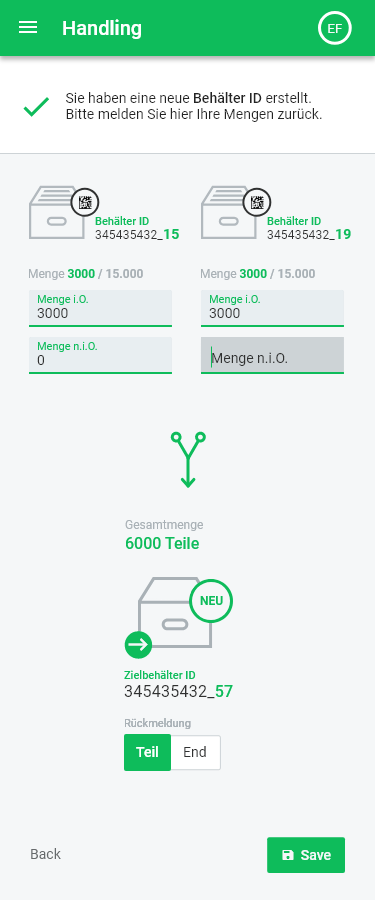 Handling
EF
Sie haben eine neue Behälter ID erstellt.
Bitte melden Sie hier Ihre Mengen zurück.
Behälter ID
345435432_15
Behälter ID
345435432_19
Menge 3000 / 15.000
Menge 3000 / 15.000
Menge i.O.
3000
Menge i.O.
3000
Menge n.i.O.
0
Menge n.i.O.
Gesamtmenge
6000 Teile
NEU
Zielbehälter ID
345435432_57
Rückmeldung
Teil
End
Back
Save